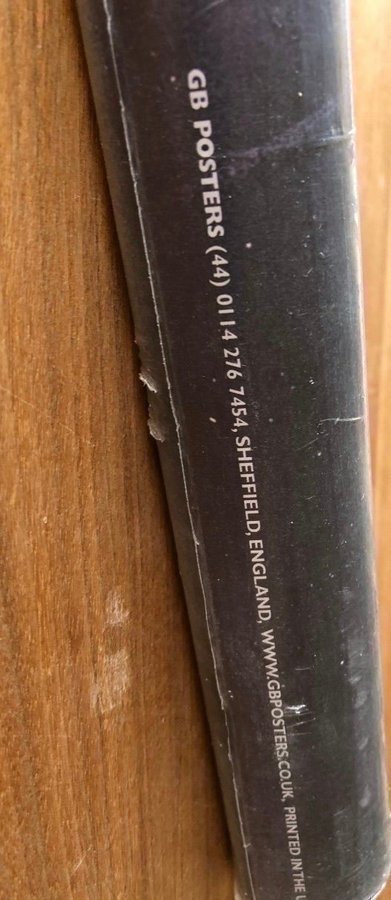 GB POSTERS (44) 0114 276 7454, SHEFFIELD, ENGLAND, WWW.GBPOSTERS.CO.UK, PRINTED IN THE